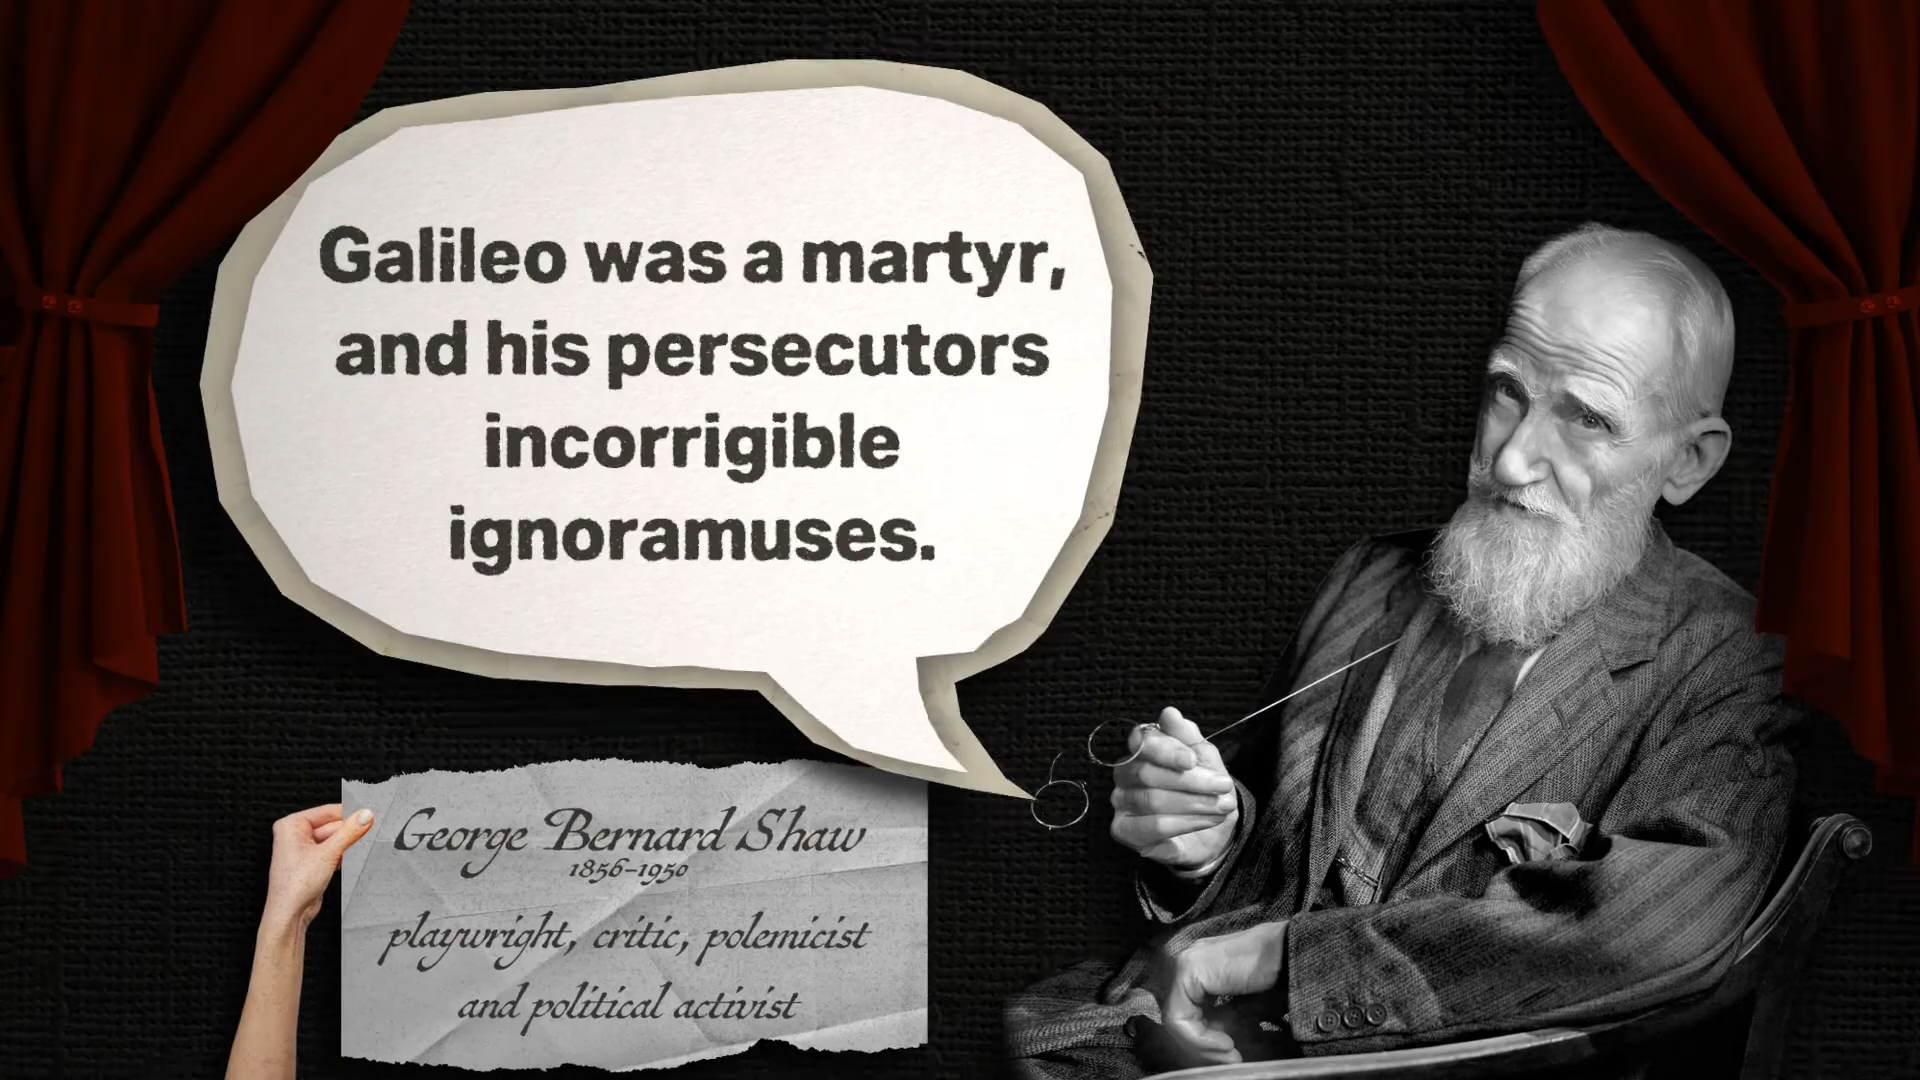 Galileo was a martyr,
and his persecutors
incorrigible
ignoramuses.
George Bernard Shaw
1856-1950
playwright, critic, polemicist
and political activist